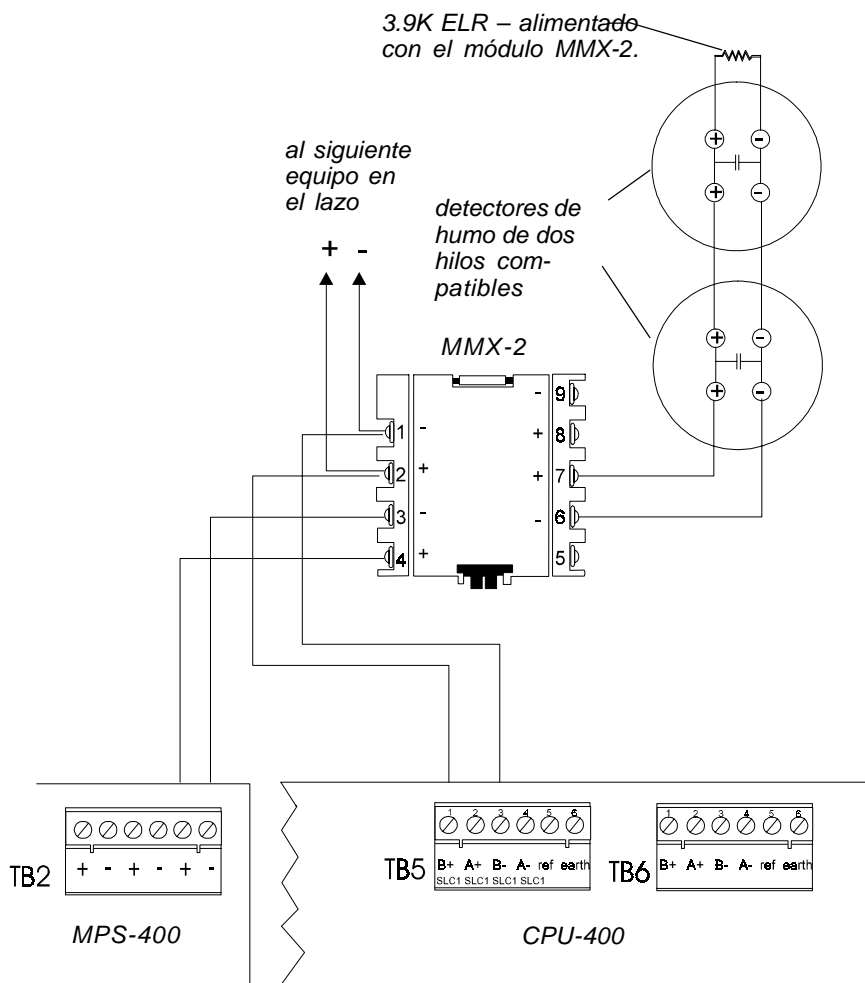 3.9K ELR – alimentado
con el módulo MMX-2.
al siguiente
equipo en
el lazo
+ -
detectores de
humo de dos
hilos com-
patibles
+ -
+ -
+ -
+ -
MMX-2
- 9
1 - + 8
2 + + 7
3 - - 6
4 + 5
TB2
+ - + - + -
MPS-400
1 2 3 4 5 6
TB5
B+ A+ B- A- ref earth
SLC1 SLC1 SLC1 SLC1
1 2 3 4 5 6
TB6
B+ A+ B- A- ref earth
CPU-400